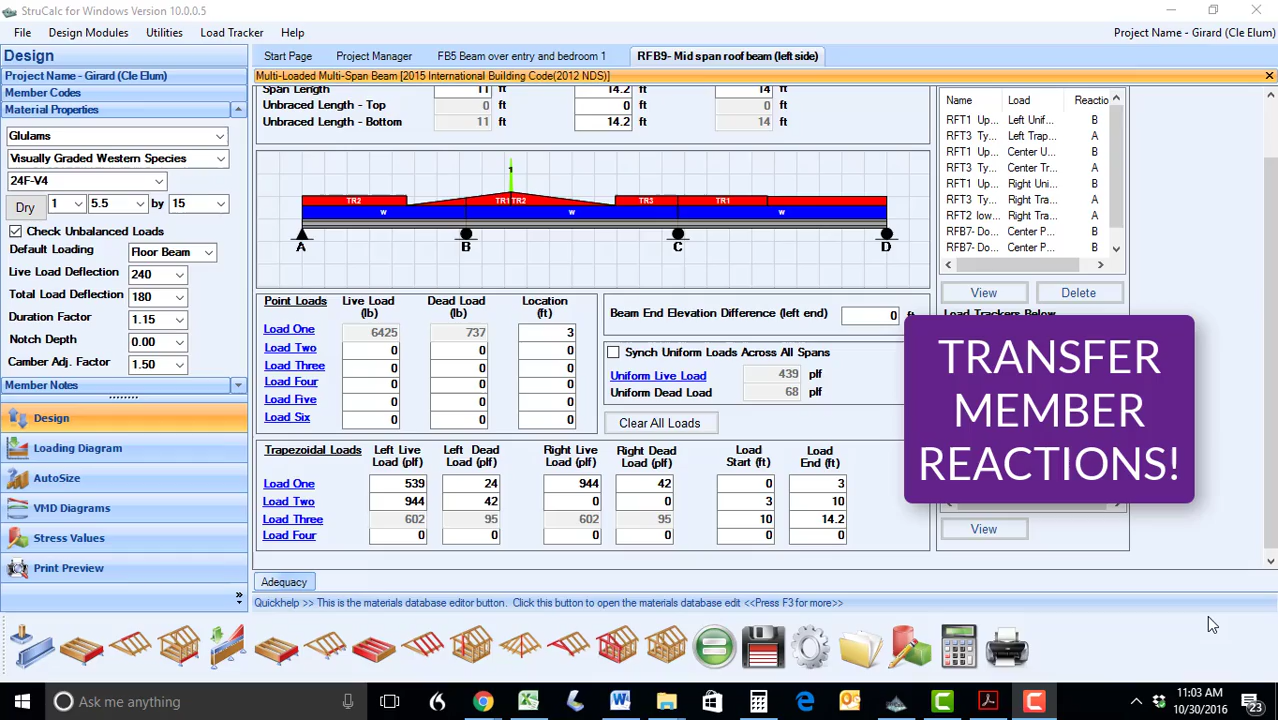 StruCalc for Windows Version 10.0.0.5
File Design Modules Utilities Load Tracker Help Project Name - Girard (Cle Elum)
Design
Start Page Project Manager FB5 Beam over entry and bedroom 1 RFB9- Mid span roof beam (left side)
Project Name - Girard (Cle Elum)
Multi-Loaded Multi-Span Beam [2015 International Building Code(2012 NDS)]
Member Codes
Material Properties
Glulams
Visually Graded Western Species
24F-V4
Dry 1 5.5 by 15
Check Unbalanced Loads
Default Loading Floor Beam
Live Load Deflection 240
Total Load Deflection 180
Duration Factor 1.15
Notch Depth 0.00
Camber Adj. Factor 1.50
Member Notes
Design
Loading Diagram
AutoSize
VMD Diagrams
Stress Values
Print Preview
Span Length 11 ft 14.2 ft 14 ft
Unbraced Length - Top 0 ft 0 ft 0 ft
Unbraced Length - Bottom 11 ft 14.2 ft 14 ft
1
TR2 TR1 TR2 TR3 TR1
W W W
A B C D
Point Loads Live Load (lb) Dead Load (lb) Location (ft)
Load One 6425 737 3
Load Two 0 0 0
Load Three 0 0 0
Load Four 0 0 0
Load Five 0 0 0
Load Six 0 0 0
Beam End Elevation Difference (left end) 0
Synch Uniform Loads Across All Spans
Uniform Live Load 439 plf
Uniform Dead Load 68 plf
Clear All Loads
Trapezoidal Loads Left Live Load (plf) Left Dead Load (plf) Right Live Load (plf) Right Dead Load (plf) Load Start (ft) Load End (ft)
Load One 539 24 944 42 0 3
Load Two 944 42 0 0 3 10
Load Three 602 95 602 95 10 14.2
Load Four 0 0 0 0 0 0
Name Load Reactio
RFT1 Up... Left Unif... B
RFT3 Ty... Left Trap... A
RFT1 Up... Center U... B
RFT3 Ty... Center Tr... A
RFT1 Up... Right Uni... B
RFT3 Ty... Right Tra... A
RFT2 low... Right Tra... A
RFB7- Do... Center P... B
RFB7- Do... Center P... B
View Delete
TRANSFER
MEMBER
REACTIONS!
View
Adequacy
Quickhelp >> This is the materials database editor button. Click this button to open the materials database edit <<Press F3 for more>>
Ask me anything
11:03 AM
10/30/2016
23